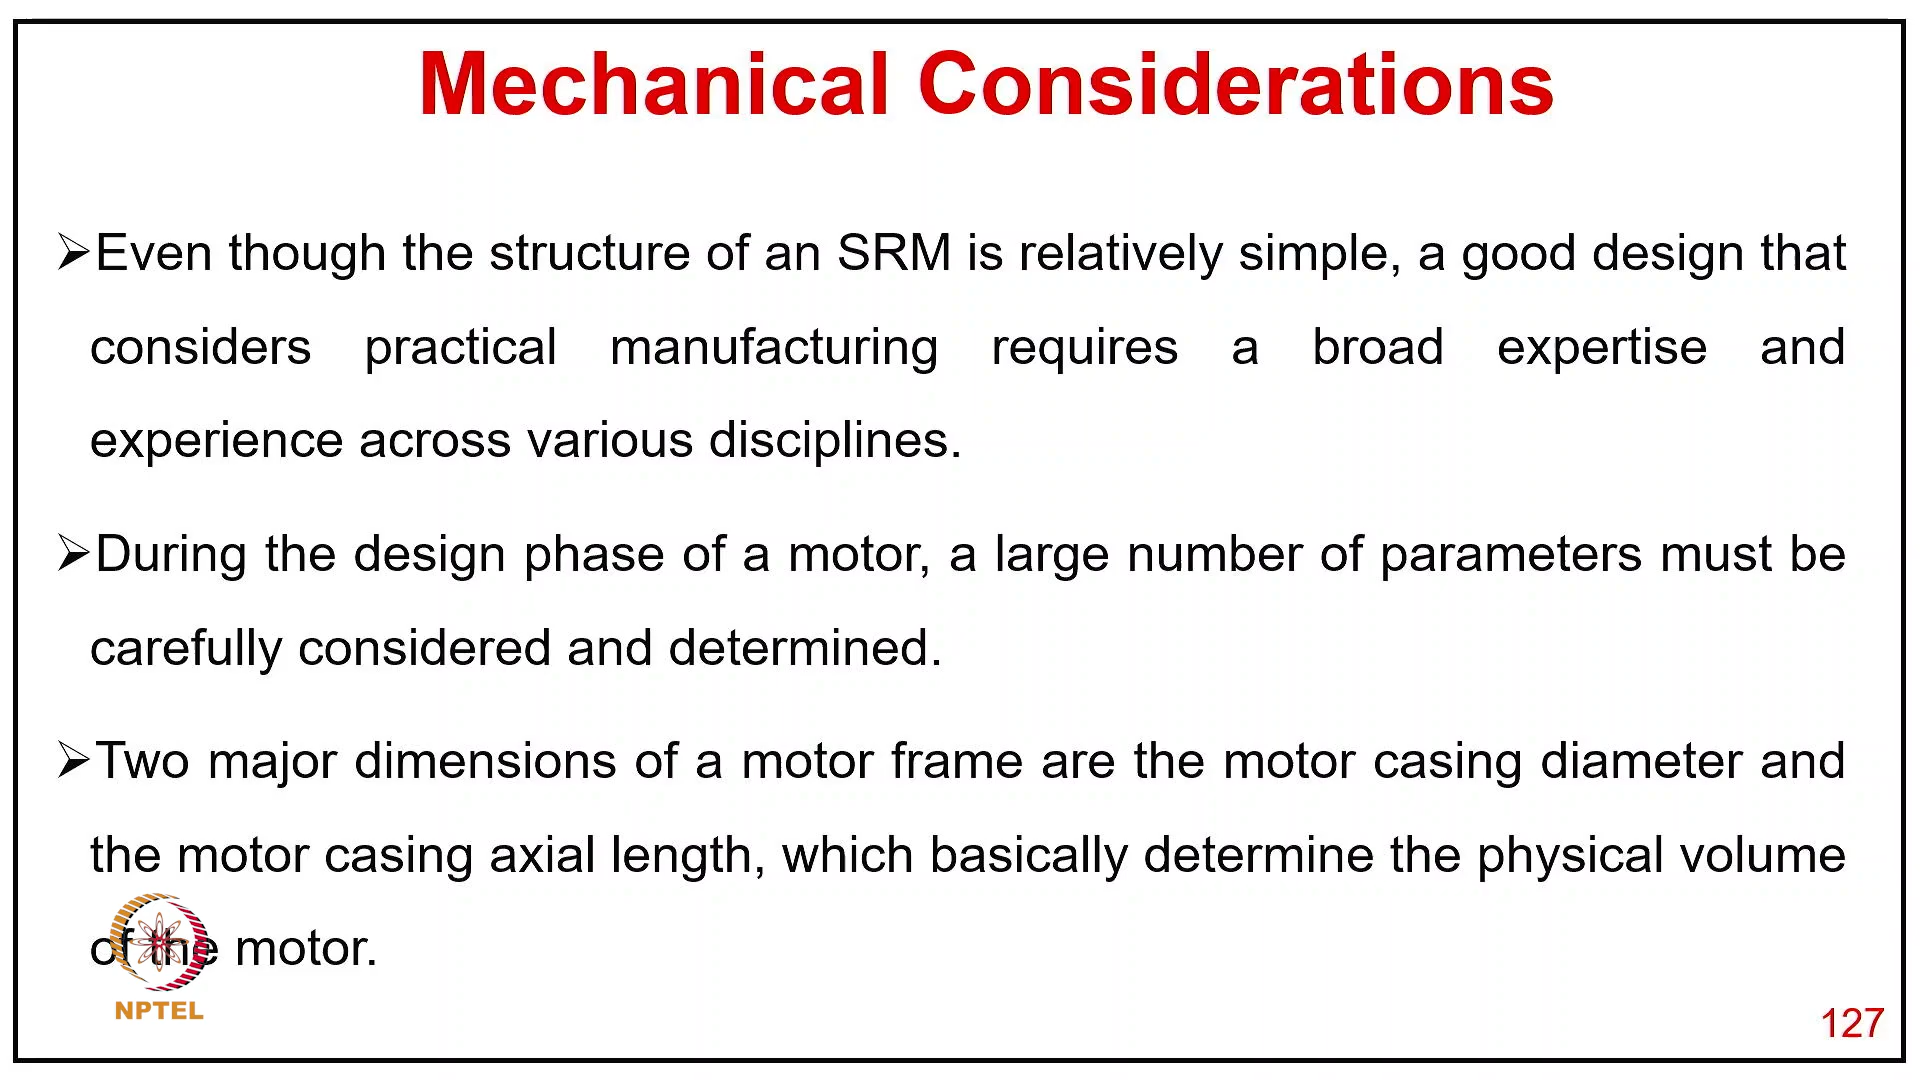 Mechanical Considerations
➢Even though the structure of an SRM is relatively simple, a good design that
considers practical manufacturing requires a broad expertise and
experience across various disciplines.
➢During the design phase of a motor, a large number of parameters must be
carefully considered and determined.
➢Two major dimensions of a motor frame are the motor casing diameter and
the motor casing axial length, which basically determine the physical volume
of the motor.
NPTEL
127